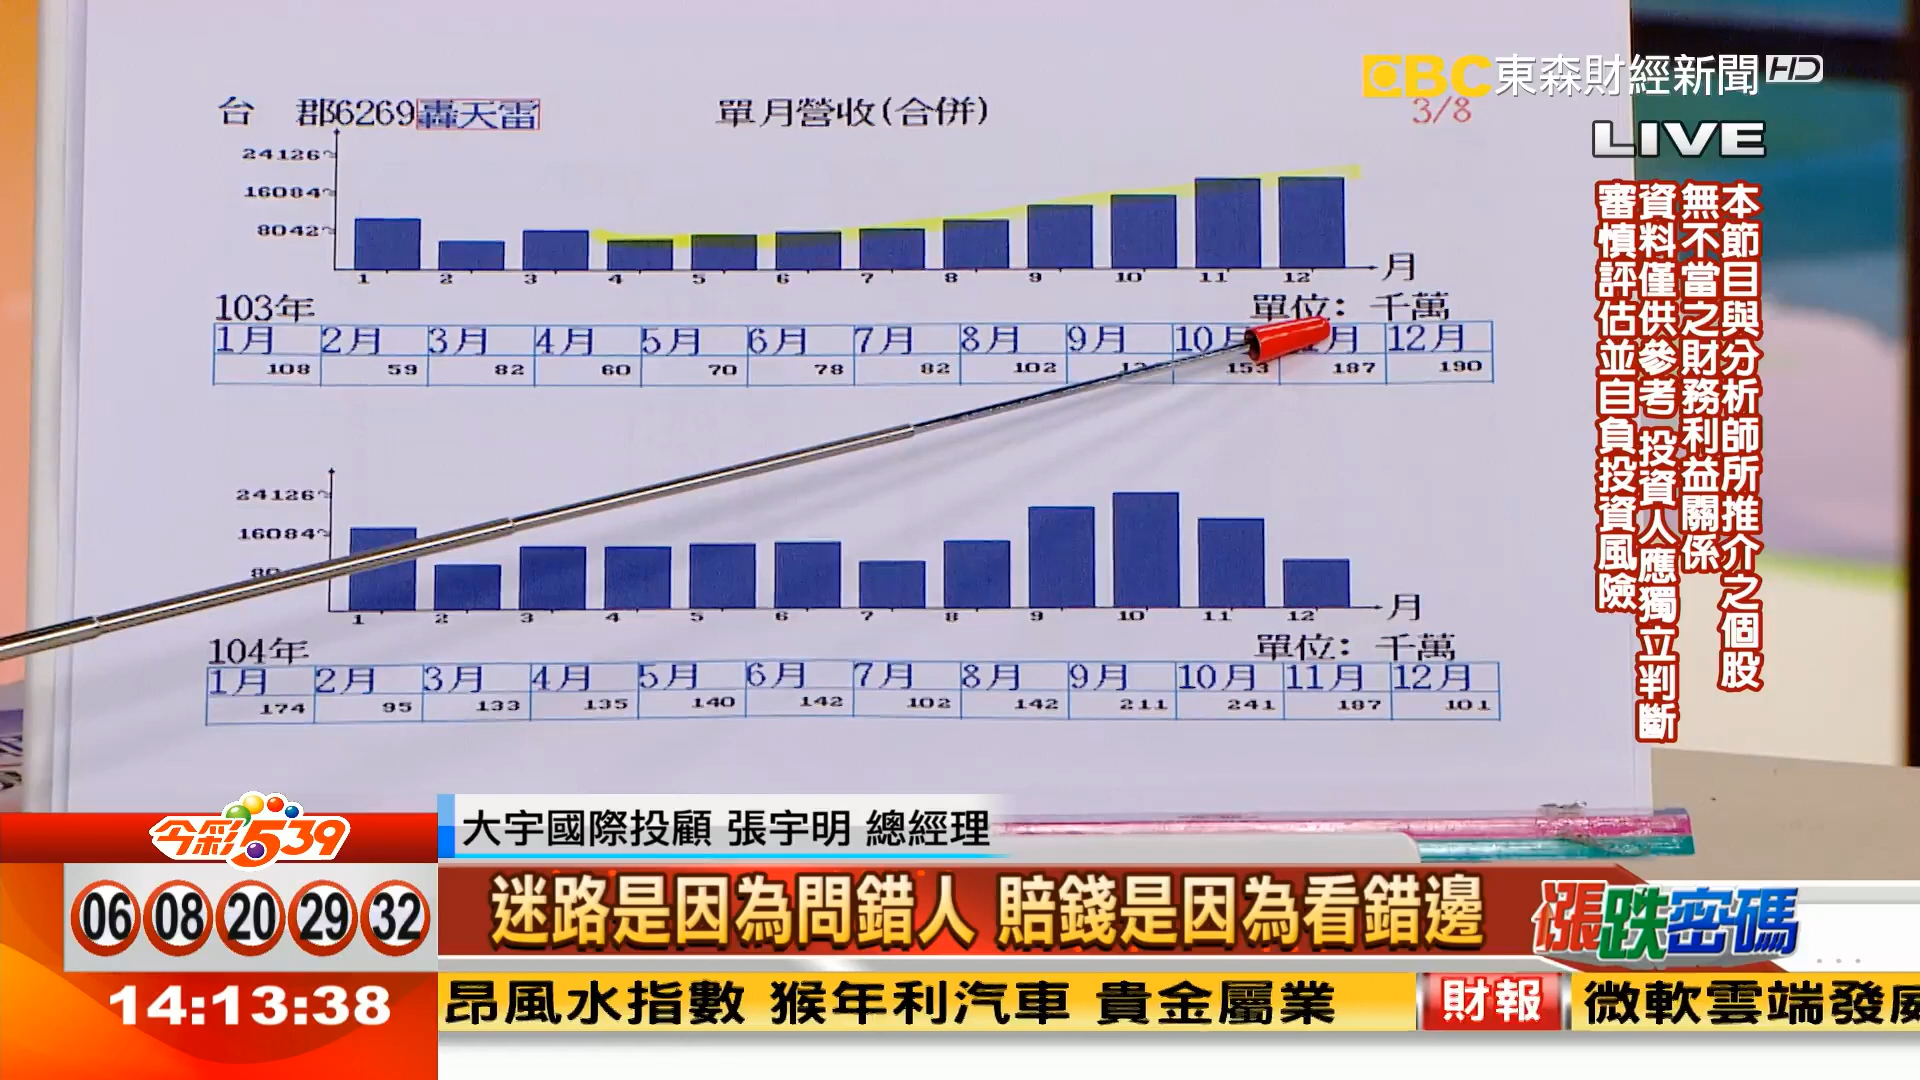 EBC 東森財經新聞 HD
LIVE
3/8
台 郡6269轟天雷
單月營收(合併)
24126
16084
8042
1 2 3 4 5 6 7 8 9 10 11 12 月
103年
單位: 千萬
1月 2月 3月 4月 5月 6月 7月 8月 9月 10月 月 12月
108 59 82 60 70 78 82 102 153 187 190
24126
16084
1 2 3 4 5 6 7 8 9 10 11 12 月
104年
單位: 千萬
1月 2月 3月 4月 5月 6月 7月 8月 9月 10月 11月 12月
174 95 133 135 140 142 102 142 211 241 187 101
本節目與分析師所推介之個股
無不當之財務利益關係
資料僅供參考 投資人應獨立判斷
審慎評估並自負投資風險
今彩539
06 08 20 29 32
14:13:38
大宇國際投顧 張宇明 總經理
迷路是因為問錯人 賠錢是因為看錯邊
漲跌密碼
昂風水指數 猴年利汽車 貴金屬業
財報
微軟雲端發威